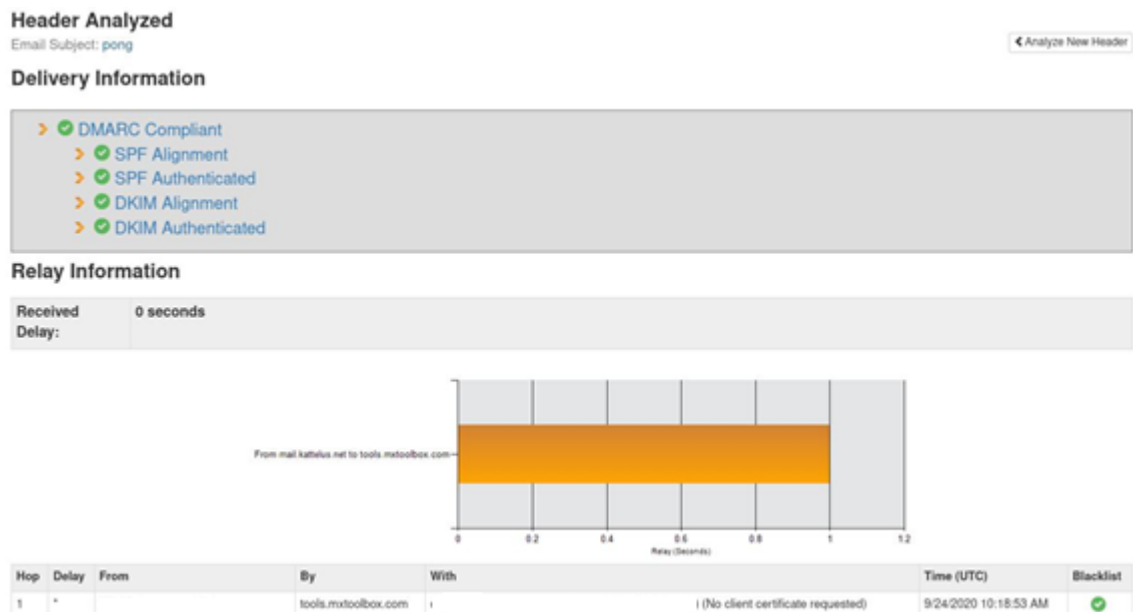 Header Analyzed
Email Subject: pong
Analyze New Header
Delivery Information
DMARC Compliant
SPF Alignment
SPF Authenticated
DKIM Alignment
DKIM Authenticated
Relay Information
Received Delay: 0 seconds
From mail.kattelus.net to tools.mxtoolbox.com
0 0.2 0.4 0.6 0.8 1 1.2
Relay (Seconds)
Hop Delay From By With Time (UTC) Blacklist
1 * tools.mxtoolbox.com (No client certificate requested) 9/24/2020 10:18:53 AM